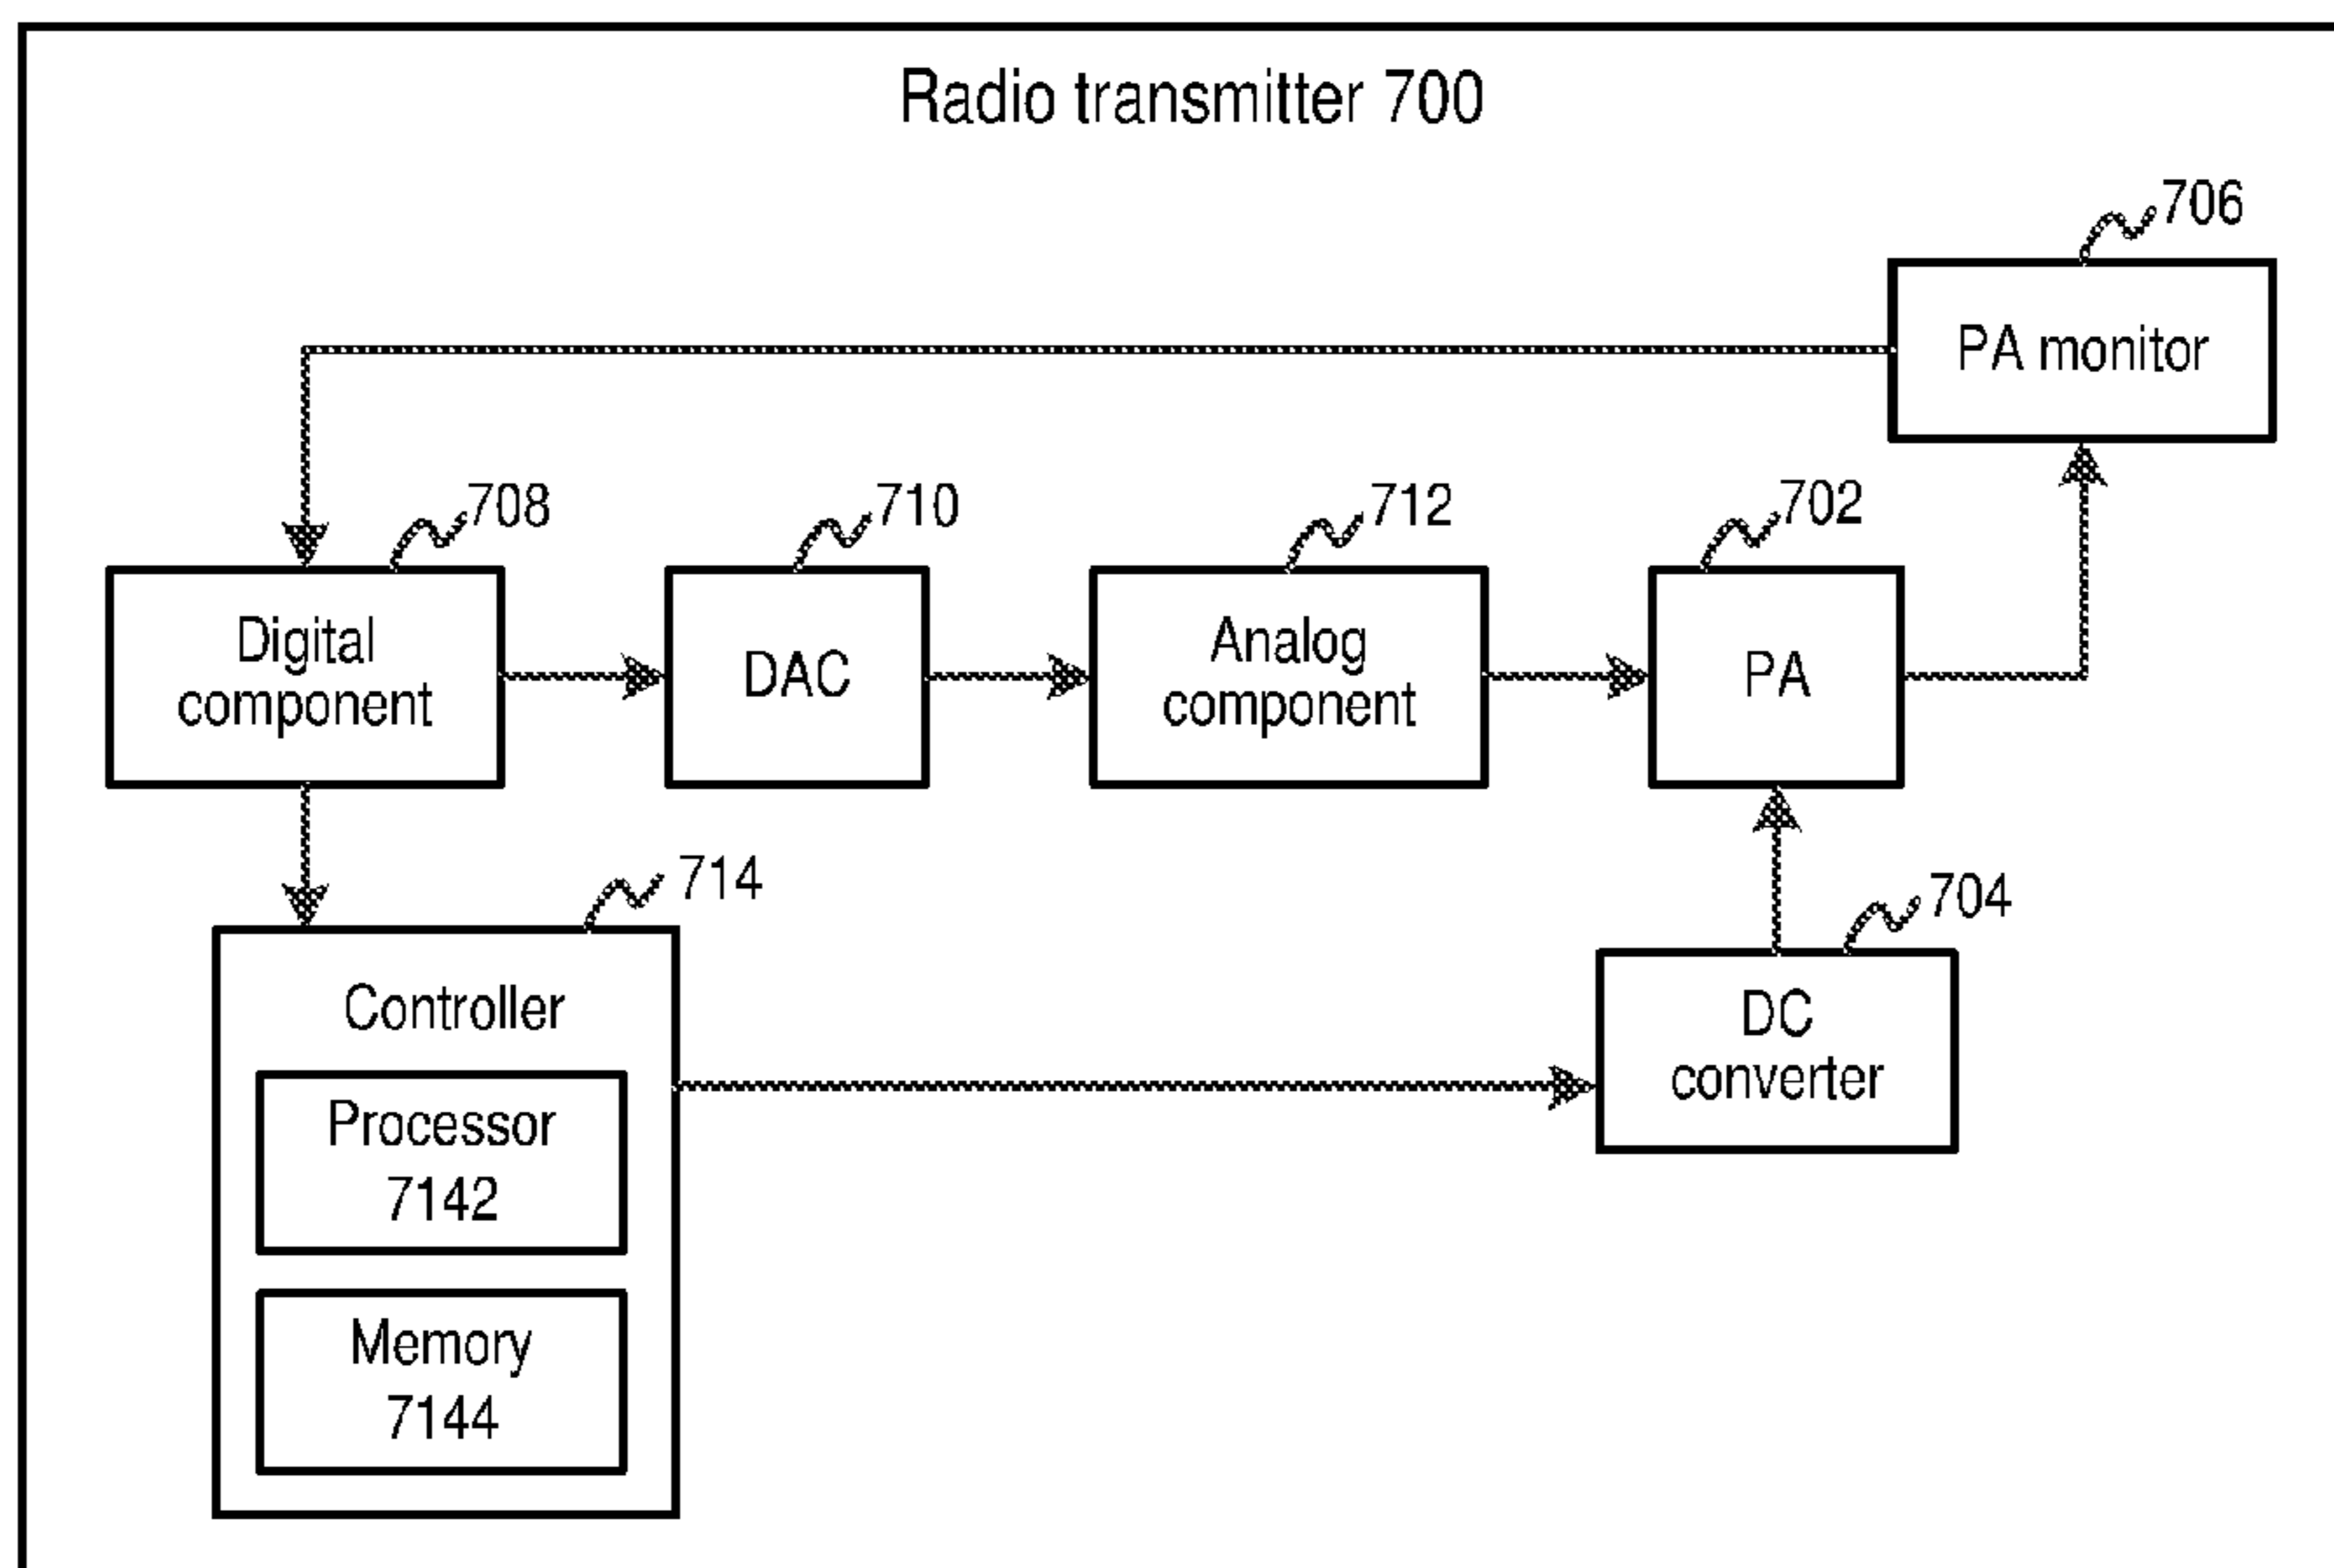 Radio transmitter 700
706
PA monitor
708
710
712
702
Digital
component
DAC
Analog
component
PA
714
704
Controller
DC
converter
Processor
7142
Memory
7144